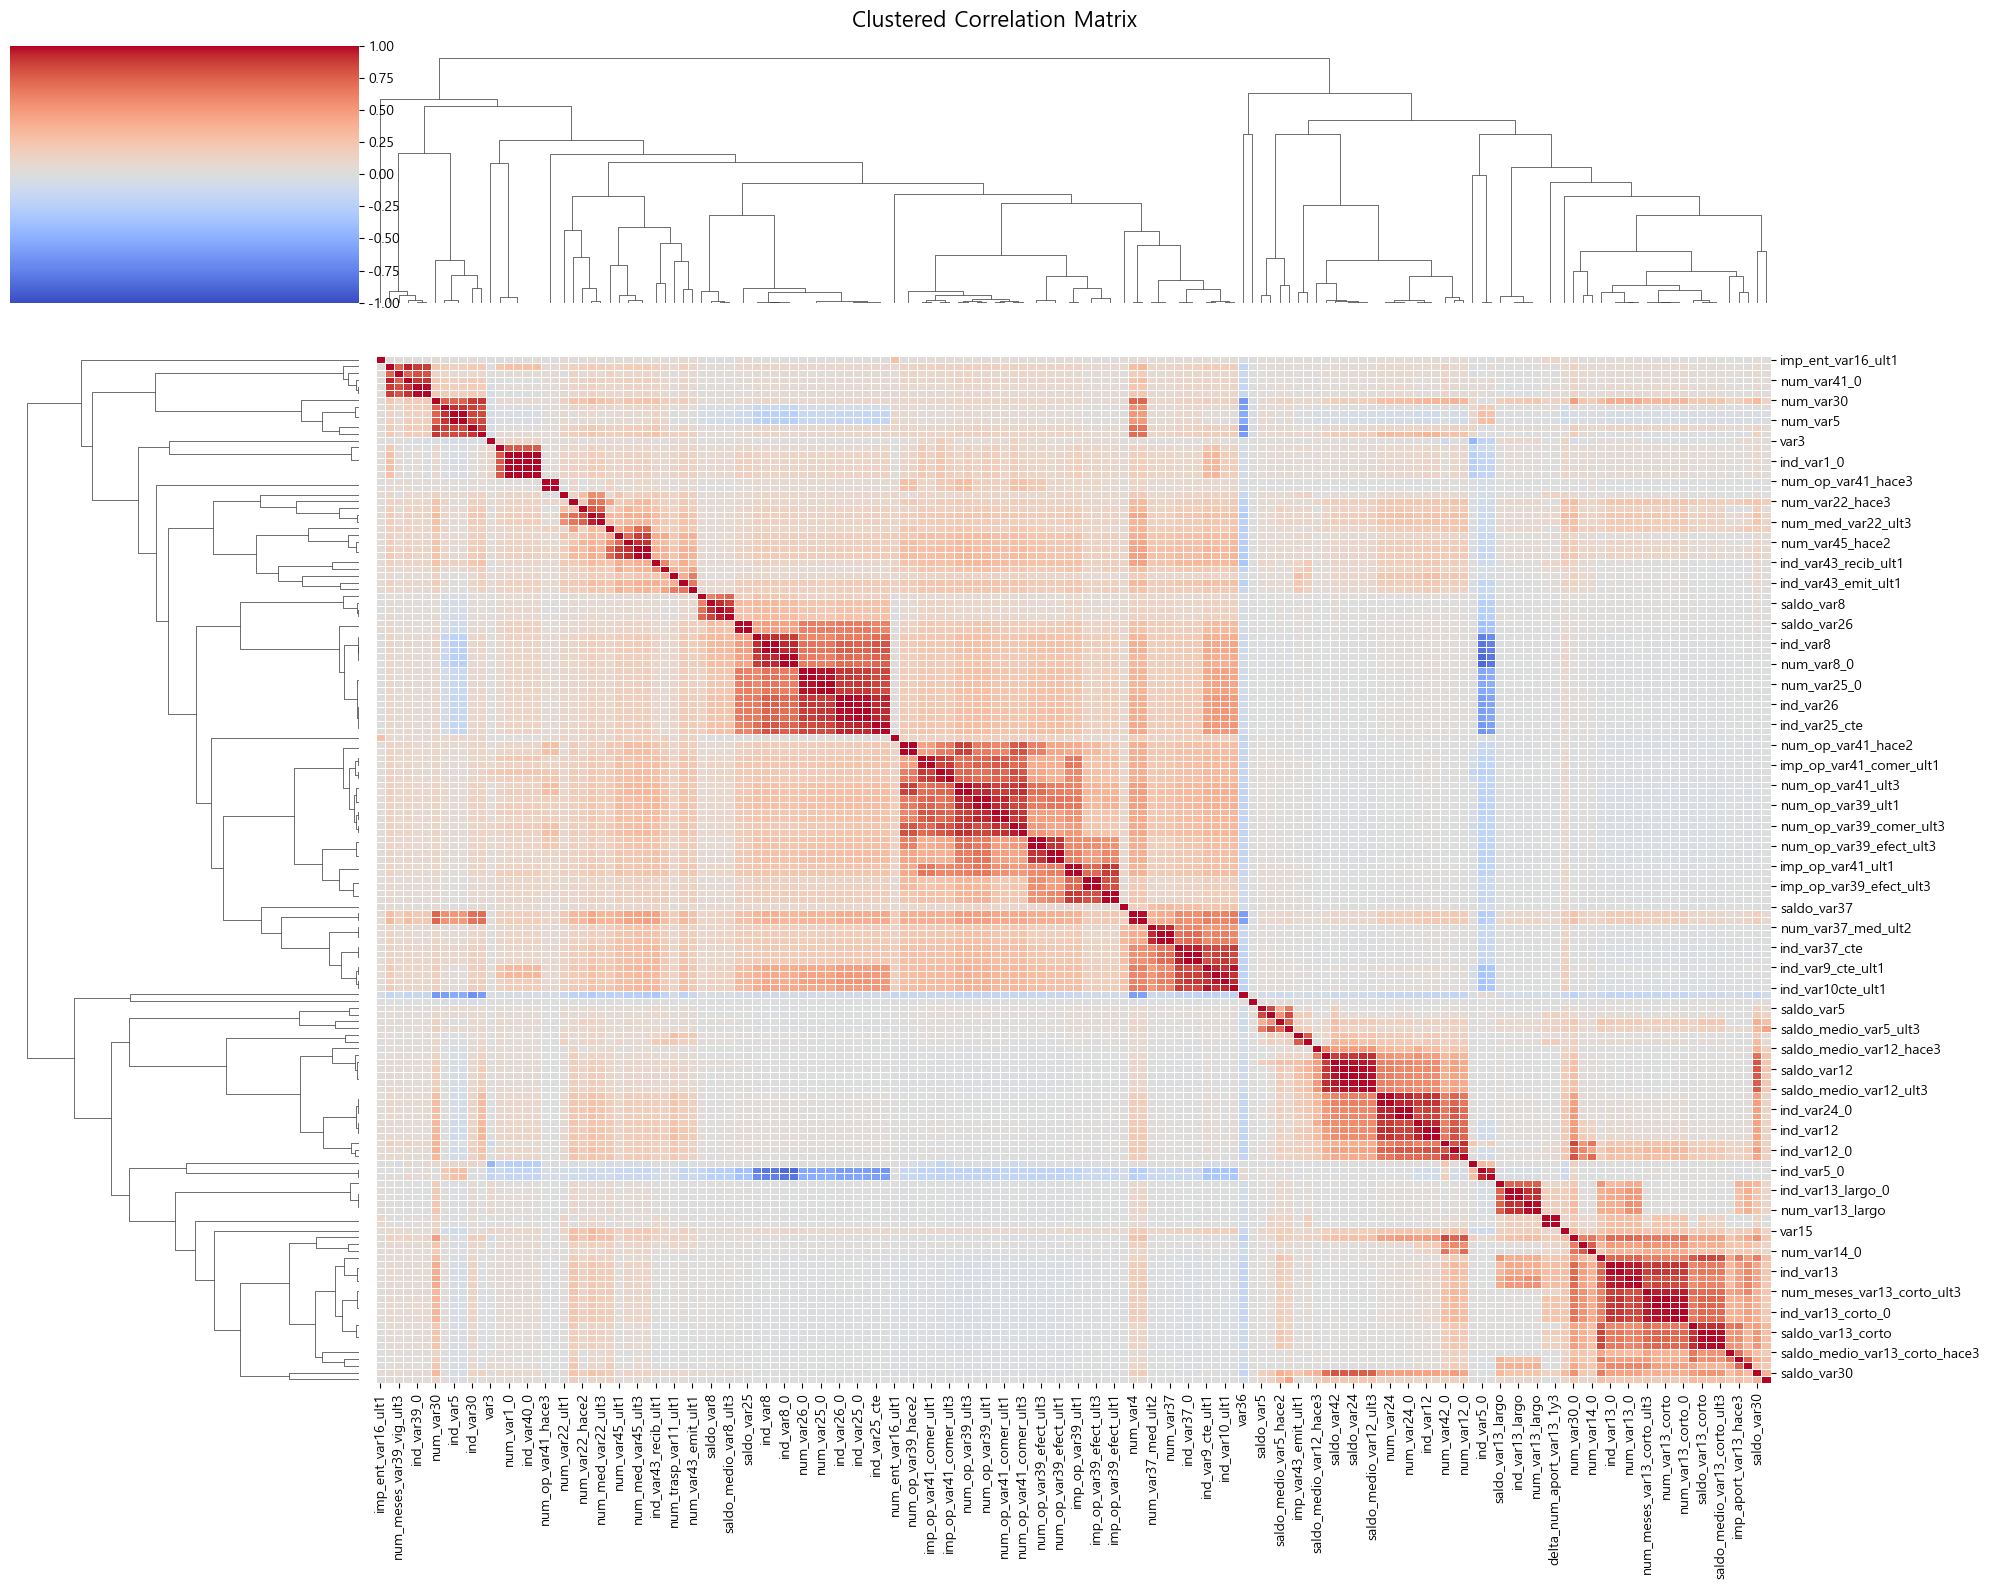 Clustered Correlation Matrix
1.00
0.75
0.50
0.25
0.00
-0.25
-0.50
-0.75
-1.00
imp_ent_var16_ult1
num_var41_0
num_var30
num_var5
var3
ind_var1_0
num_op_var41_hace3
num_var22_hace3
num_med_var22_ult3
num_var45_hace2
ind_var43_recib_ult1
ind_var43_emit_ult1
saldo_var8
saldo_var26
ind_var8
num_var8_0
num_var25_0
ind_var26
ind_var25_cte
num_op_var41_hace2
imp_op_var41_comer_ult1
num_op_var41_ult3
num_op_var39_ult1
num_op_var39_comer_ult3
num_op_var39_efect_ult3
imp_op_var41_ult1
imp_op_var39_efect_ult3
saldo_var37
num_var37_med_ult2
ind_var37_cte
ind_var9_cte_ult1
ind_var10cte_ult1
saldo_var5
saldo_medio_var5_ult3
saldo_medio_var12_hace3
saldo_var12
saldo_medio_var12_ult3
ind_var24_0
ind_var12
ind_var12_0
ind_var5_0
ind_var13_largo_0
num_var13_largo
var15
num_var14_0
ind_var13
num_meses_var13_corto_ult3
ind_var13_corto_0
saldo_var13_corto
saldo_medio_var13_corto_hace3
saldo_var30
imp_ent_var16_ult1
num_meses_var39_vig_ult3
ind_var39_0
num_var30
ind_var5
ind_var30
var3
num_var1_0
ind_var40_0
num_op_var41_hace3
num_var22_ult1
num_var22_hace2
num_med_var22_ult3
num_var45_ult1
num_med_var45_ult3
ind_var43_recib_ult1
num_trasp_var11_ult1
num_var43_emit_ult1
saldo_var8
saldo_medio_var8_ult3
saldo_var25
ind_var8
ind_var8_0
num_var26_0
num_var25_0
ind_var26_0
ind_var25_0
ind_var25_cte
num_ent_var16_ult1
num_op_var39_hace2
imp_op_var41_comer_ult1
imp_op_var41_comer_ult3
num_op_var39_ult3
num_op_var39_ult1
num_op_var41_comer_ult1
num_op_var41_comer_ult3
num_op_var39_efect_ult3
num_op_var39_efect_ult1
imp_op_var39_ult1
imp_op_var39_efect_ult3
imp_op_var39_efect_ult1
num_var4
num_var37_med_ult2
num_var37
ind_var37_0
ind_var9_cte_ult1
ind_var10_ult1
var36
saldo_var5
saldo_medio_var5_hace2
imp_var43_emit_ult1
saldo_medio_var12_hace3
saldo_var42
saldo_var24
saldo_medio_var12_ult3
num_var24
num_var24_0
ind_var12
num_var42_0
num_var12_0
ind_var5_0
saldo_var13_largo
ind_var13_largo
num_var13_largo
delta_num_aport_var13_1y3
num_var30_0
num_var14_0
ind_var13_0
num_var13_0
num_meses_var13_corto_ult3
num_var13_corto
num_var13_corto_0
saldo_var13_corto
saldo_medio_var13_corto_ult3
imp_aport_var13_hace3
saldo_var30